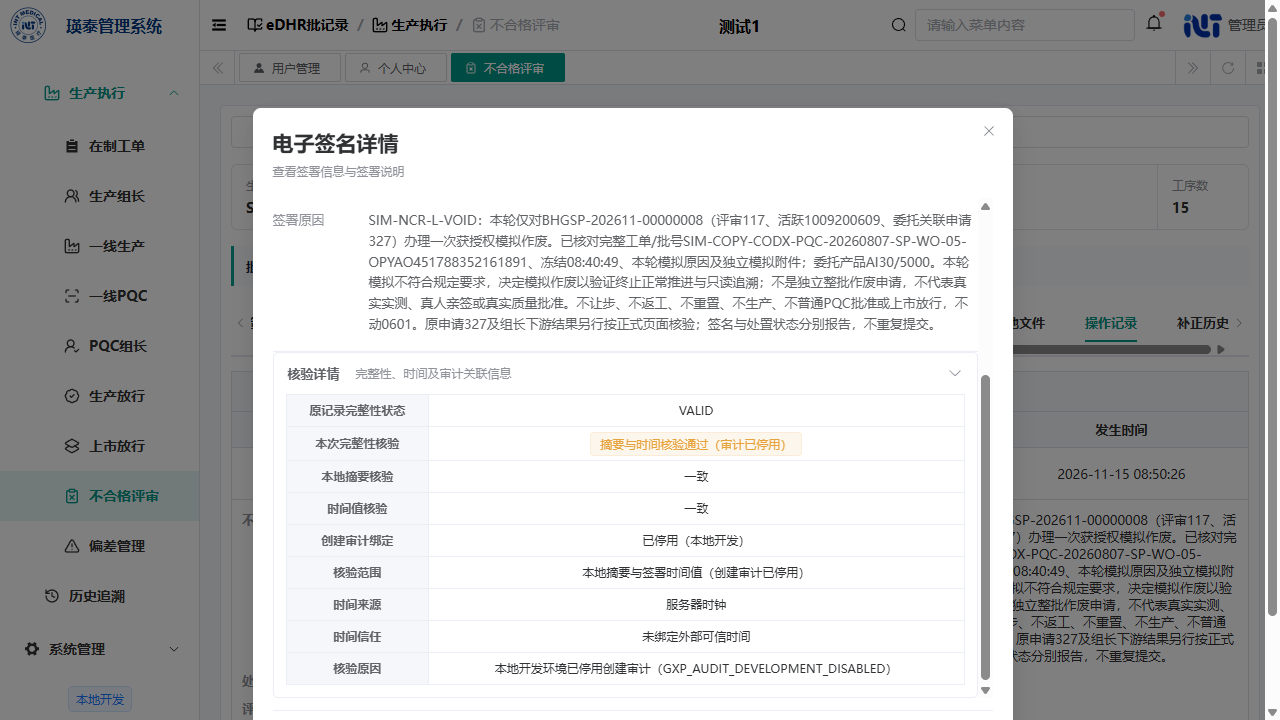 瑛泰管理系统
eDHR批记录 / 生产执行 / 不合格评审
测试1
请输入菜单内容
管理员
用户管理
个人中心
不合格评审
生产执行
在制工单
生产组长
一线生产
一线PQC
PQC组长
生产放行
上市放行
不合格评审
偏差管理
历史追溯
系统管理
本地开发
工序数
15
操作记录
补正历史
发生时间
2026-11-15 08:50:26
电子签名详情
查看签署信息与签署说明
签署原因
SIM-NCR-L-VOID：本轮仅对BHGSP-202611-00000008（评审117、活跃1009200609、委托关联申请
327）办理一次获授权模拟作废。已核对完整工单/批号SIM-COPY-CODX-PQC-20260807-SP-WO-05-
OPYAO451788352161891、冻结08:40:49、本轮模拟原因及独立模拟附件；委托产品AI30/5000。本轮
模拟不符合规定要求，决定模拟作废以验证终止正常推进与只读追溯；不是独立整批作废申请，不代表真
实实测、真人亲签或真实质量批准。不让步、不返工、不重置、不生产、不普通PQC批准或上市放行，不
动0601。原申请327及组长下游结果另行按正式页面核验；签名与处置状态分别报告，不重复提交。
核验详情 完整性、时间及审计关联信息
原记录完整性状态 VALID
本次完整性核验 摘要与时间核验通过（审计已停用）
本地摘要核验 一致
时间值核验 一致
创建审计绑定 已停用（本地开发）
核验范围 本地摘要与签署时间值（创建审计已停用）
时间来源 服务器时钟
时间信任 未绑定外部可信时间
核验原因 本地开发环境已停用创建审计（GXP_AUDIT_DEVELOPMENT_DISABLED）